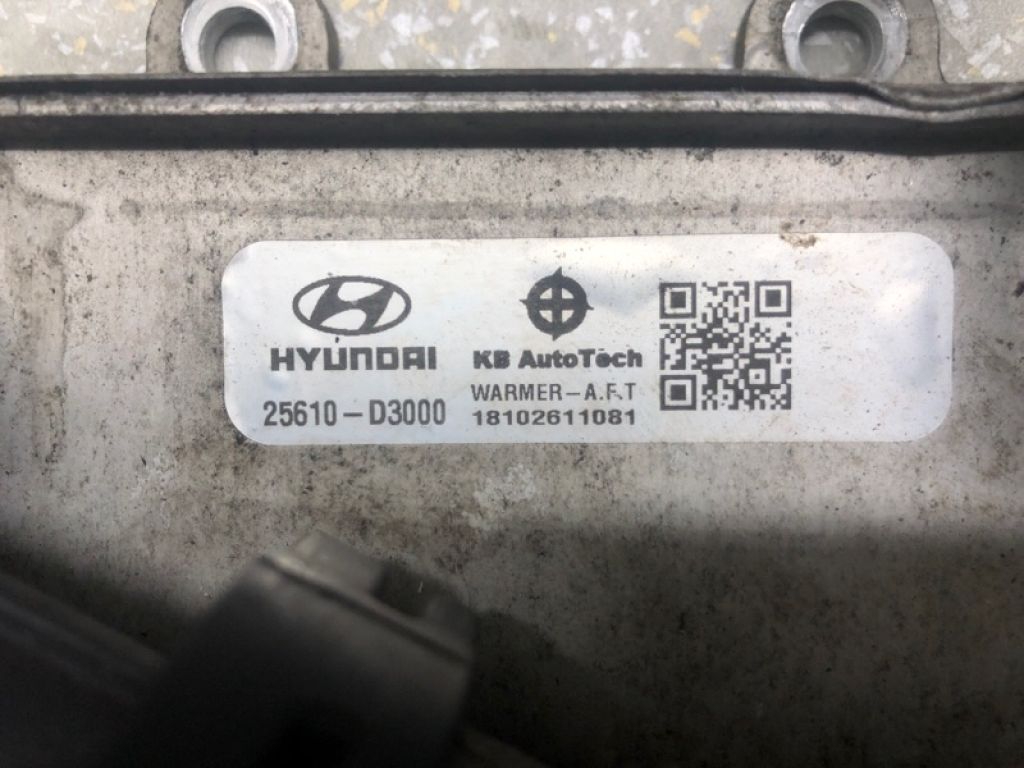 HYUNDAI
25610-D3000
KB AutoTech
WARMER-A.F.T
18102611081